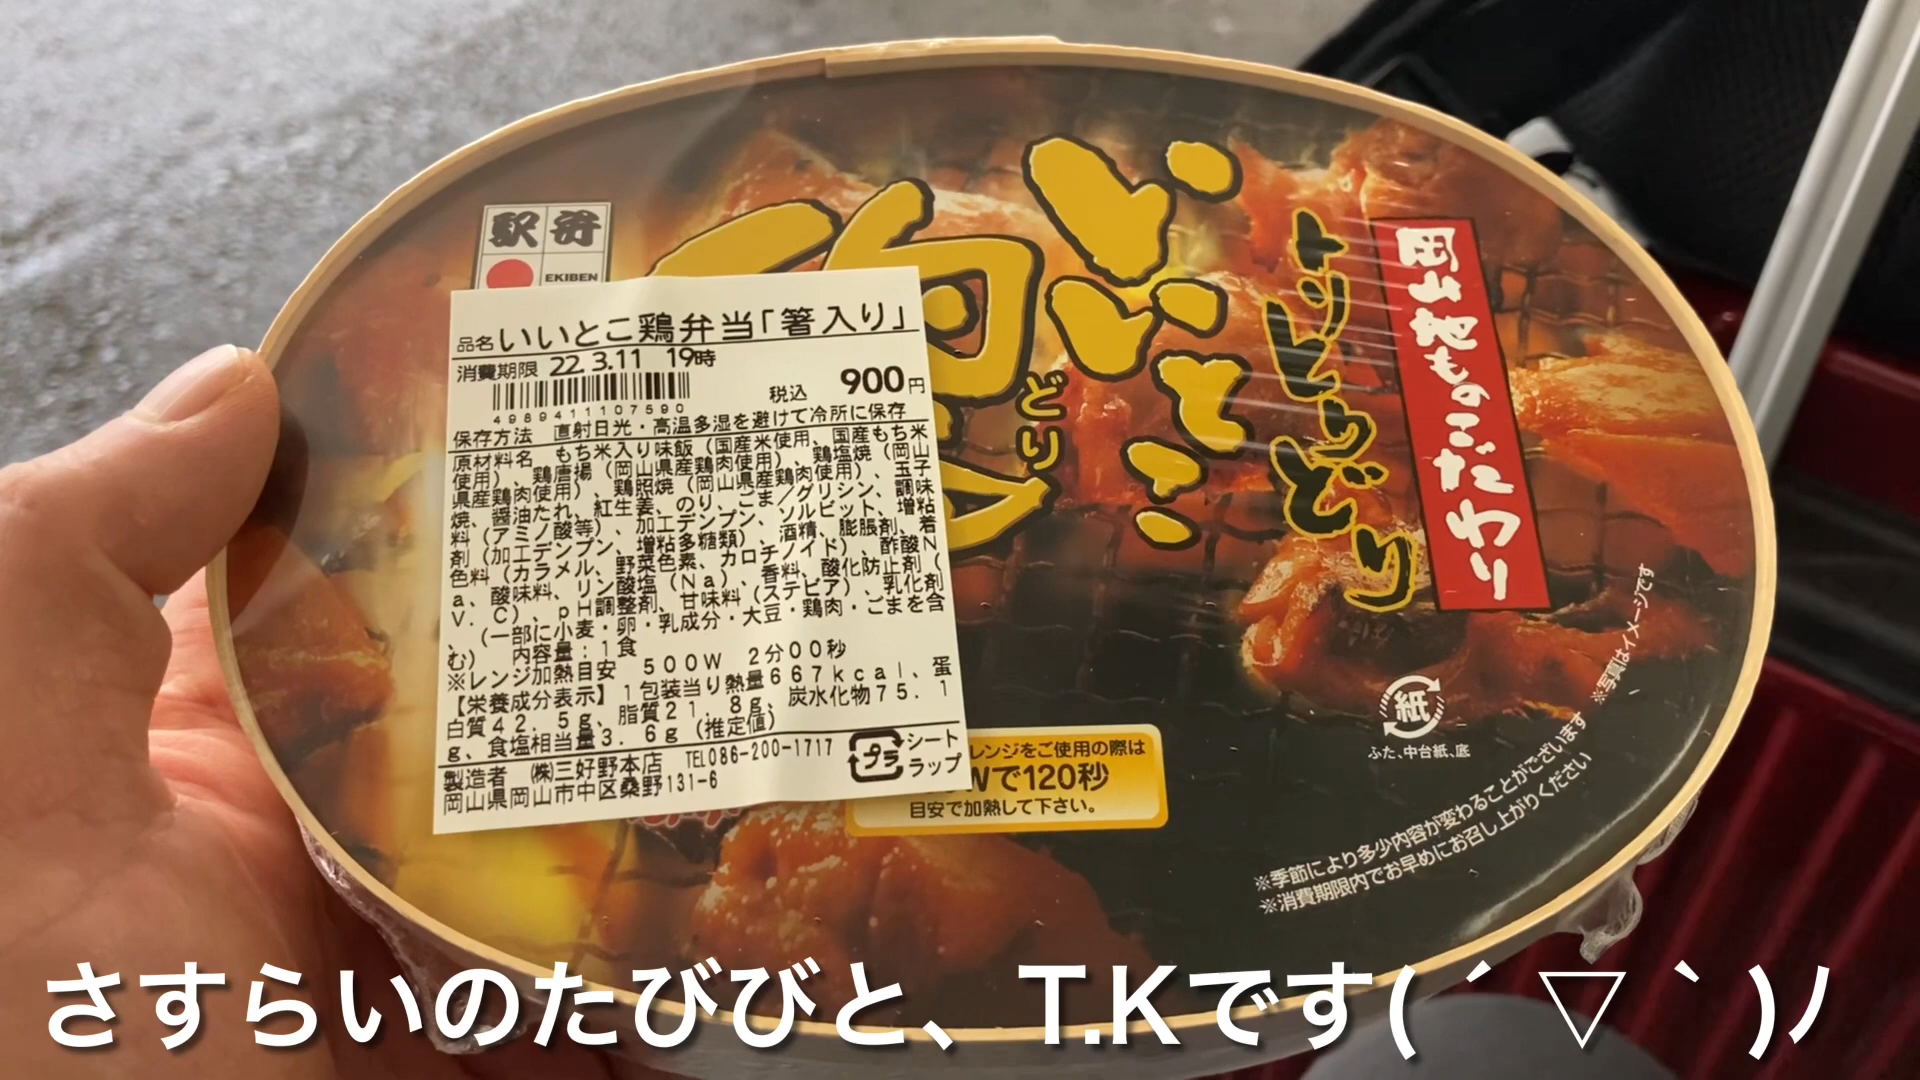 岡山地ものこだわり
トリどりみどり
いいとこ
鶏
どり
駅弁
EKIBEN
品名 いいとこ鶏弁当「箸入り」
消費期限 22.3.11 19時
税込 900円
4989411107590
保存方法 直射日光・高温多湿を避けて冷所に保存
原材料名 もち米入り味飯（国産米使用、国産もち米
使用）、鶏唐揚（岡山県産鶏肉使用）、鶏塩焼（岡山
県産鶏肉使用）、鶏照焼（岡山県産鶏肉使用）、玉子
焼、醤油たれ、紅生姜、のり、ごま／グリシン、調味
料（アミノ酸等）、加工デンプン、ソルビット、増粘
剤（加工デンプン、増粘多糖類）、酒精、膨脹剤、着
色料（カラメル、野菜色素、カロチノイド）、酢酸N
a、酸味料、リン酸塩（Na）、香料、酸化防止剤（
V．C）、pH調整剤、甘味料（ステビア）、乳化剤
、（一部に小麦・卵・乳成分・大豆・鶏肉・ごまを含
む） 内容量：1食
※レンジ加熱目安 500W 2分00秒
【栄養成分表示】1包装当り熱量667kcal、蛋
白質42．5g、脂質21．8g、炭水化物75．1
g、食塩相当量3．6g（推定値）
製造者 ㈱三好野本店 TEL086-200-1717
岡山県岡山市中区桑野131-6
プラ
シート
ラップ
レンジをご使用の際は
Wで120秒
目安で加熱して下さい。
紙
ふた、中台紙、底
※写真はイメージです
※季節により多少内容が変わることがございます
※消費期限内でお早めにお召し上がりください
さすらいのたびびと、T.Kです(´▽｀)ﾉ